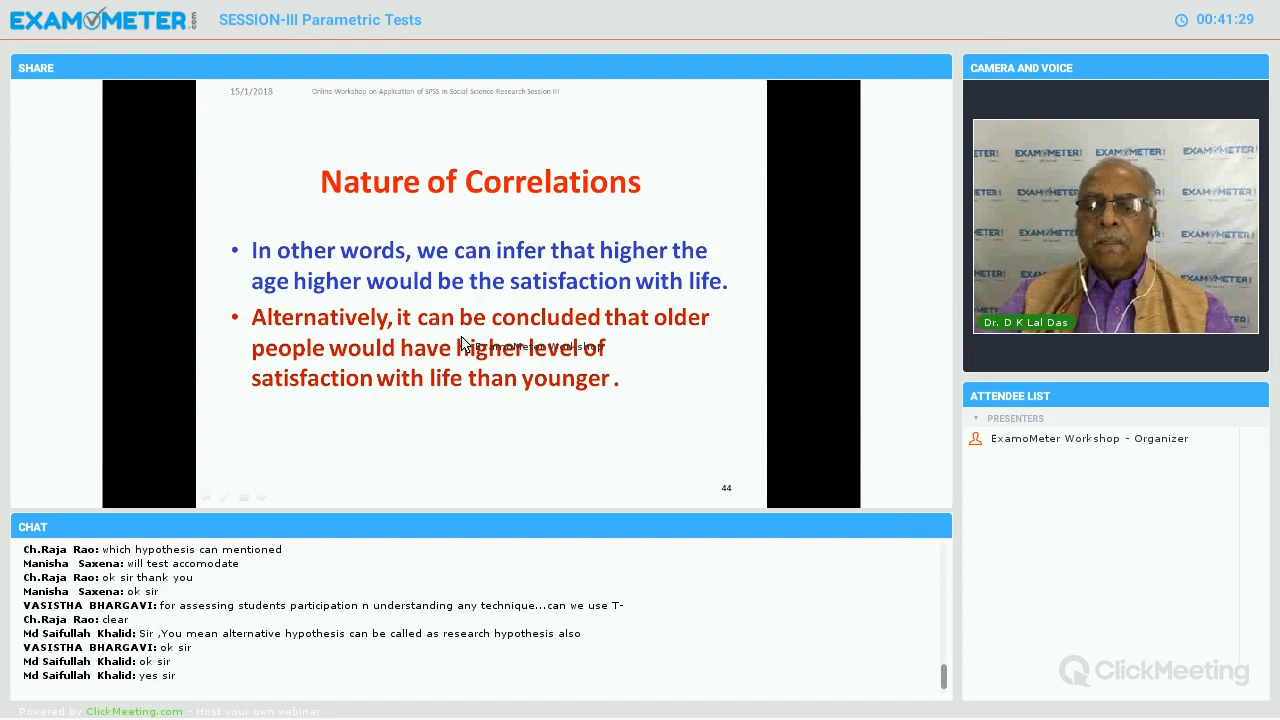 EXAMOMETER.com SESSION-III Parametric Tests 00:41:29
SHARE
15/1/2018 Online Workshop on Application of SPSS in Social Science Research Session III
Nature of Correlations
• In other words, we can infer that higher the
age higher would be the satisfaction with life.
• Alternatively, it can be concluded that older
people would have higher level of
satisfaction with life than younger .
ExamoMeter Workshop
44
CAMERA AND VOICE
EXAMOMETER!
Dr. D K Lal Das
ATTENDEE LIST
PRESENTERS
ExamoMeter Workshop - Organizer
ClickMeeting
CHAT
Ch.Raja Rao: which hypothesis can mentioned
Manisha Saxena: will test accomodate
Ch.Raja Rao: ok sir thank you
Manisha Saxena: ok sir
VASISTHA BHARGAVI: for assessing students participation n understanding any technique...can we use T-
Ch.Raja Rao: clear
Md Saifullah Khalid: Sir ,You mean alternative hypothesis can be called as research hypothesis also
VASISTHA BHARGAVI: ok sir
Md Saifullah Khalid: ok sir
Md Saifullah Khalid: yes sir
Powered by ClickMeeting.com - Host your own webinar